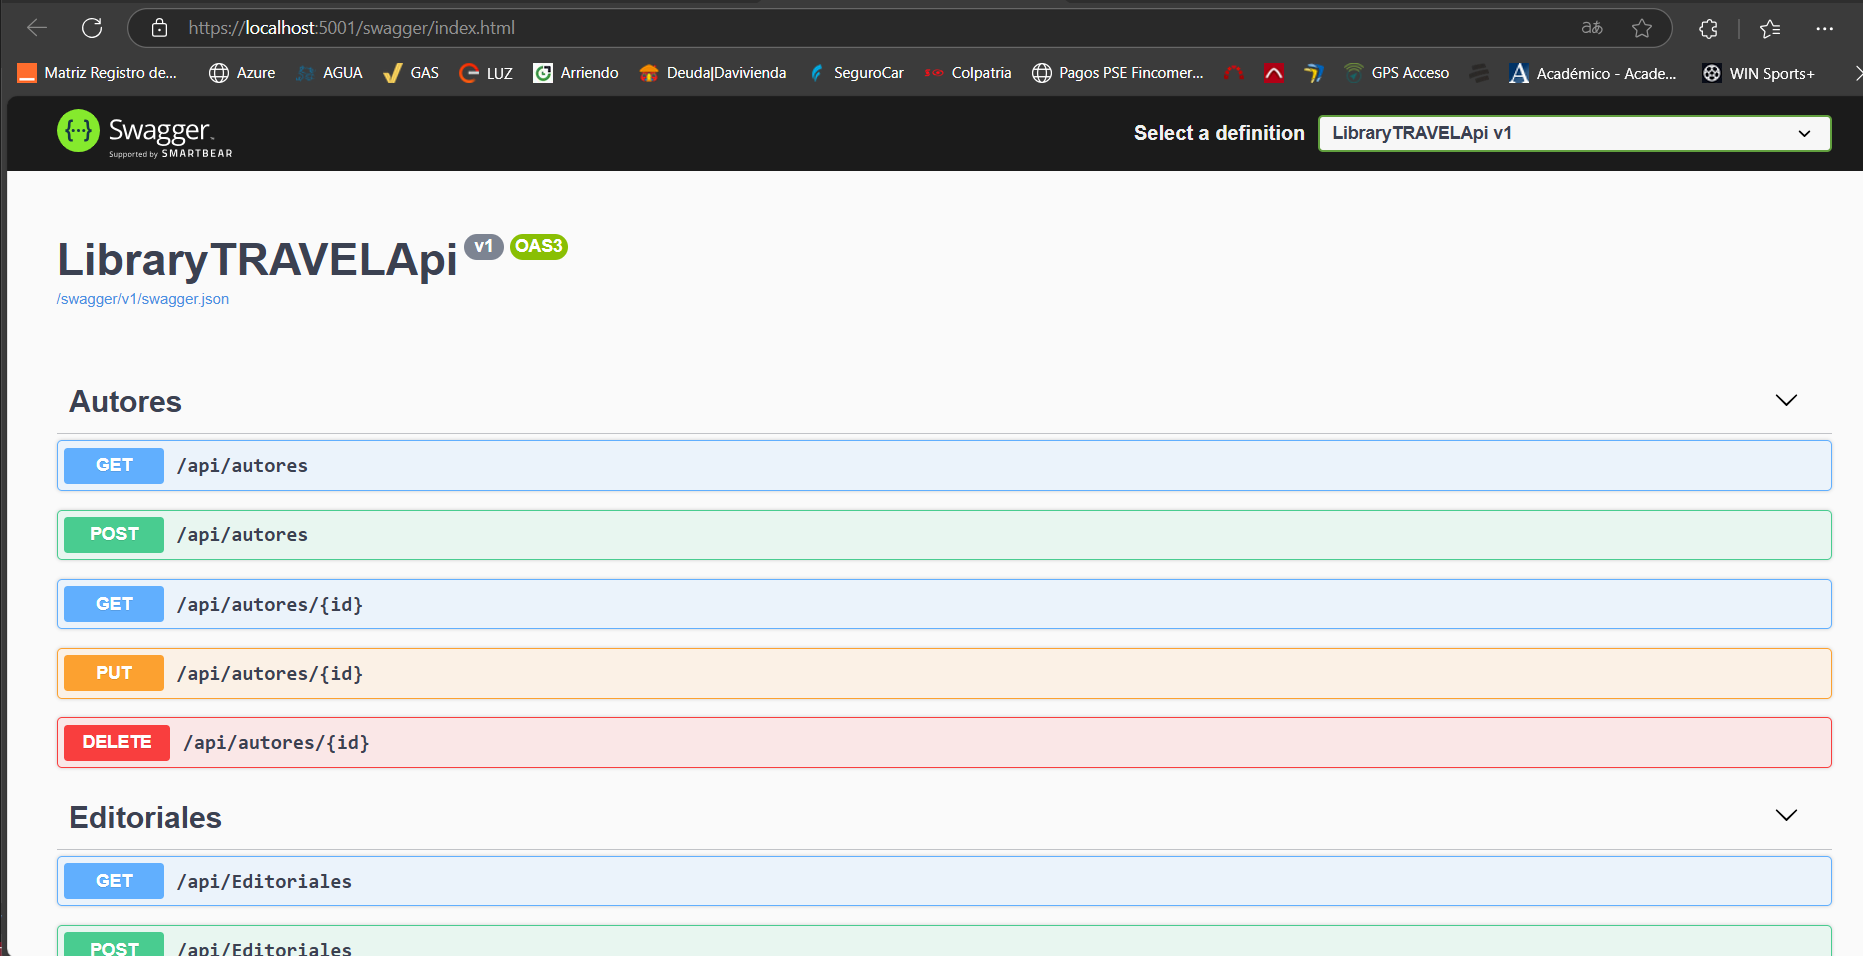 https://localhost:5001/swagger/index.html
Matriz Registro de... Azure AGUA GAS LUZ Arriendo Deuda|Davivienda SeguroCar Colpatria Pagos PSE Fincomer... GPS Acceso Académico - Acade... WIN Sports+
Swagger
Supported by SMARTBEAR
Select a definition
LibraryTRAVELApi v1
LibraryTRAVELApi v1 OAS3
/swagger/v1/swagger.json
Autores
GET /api/autores
POST /api/autores
GET /api/autores/{id}
PUT /api/autores/{id}
DELETE /api/autores/{id}
Editoriales
GET /api/Editoriales
POST /api/Editoriales